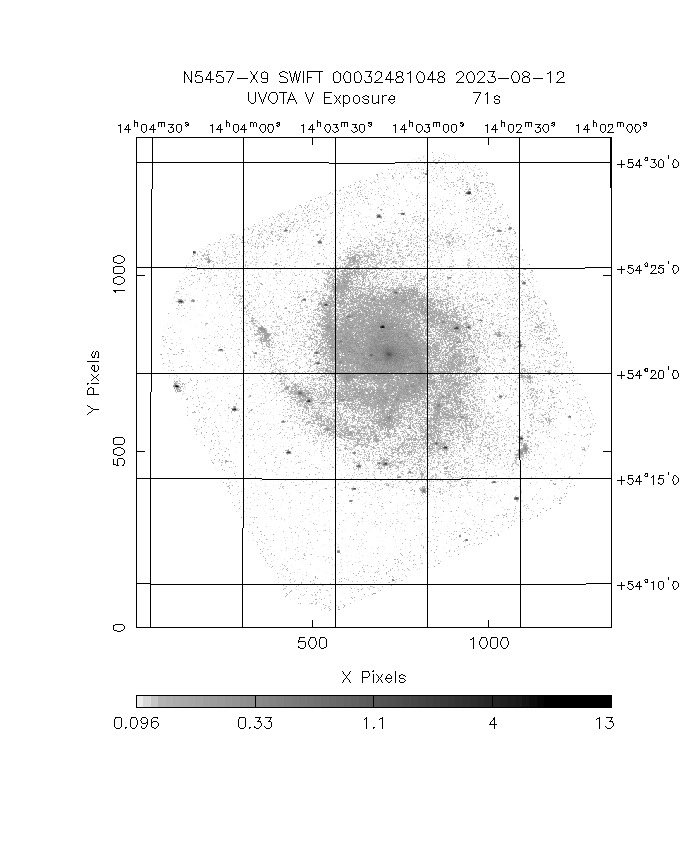 N5457-X9 SWIFT 00032481048 2023-08-12
UVOTA V Exposure 71s
14ʰ04ᵐ30ˢ 14ʰ04ᵐ00ˢ 14ʰ03ᵐ30ˢ 14ʰ03ᵐ00ˢ 14ʰ02ᵐ30ˢ 14ʰ02ᵐ00ˢ
+54°30'0
+54°25'0
+54°20'0
+54°15'0
+54°10'0
1000
500
0
Y Pixels
500 1000
X Pixels
0.096 0.33 1.1 4 13